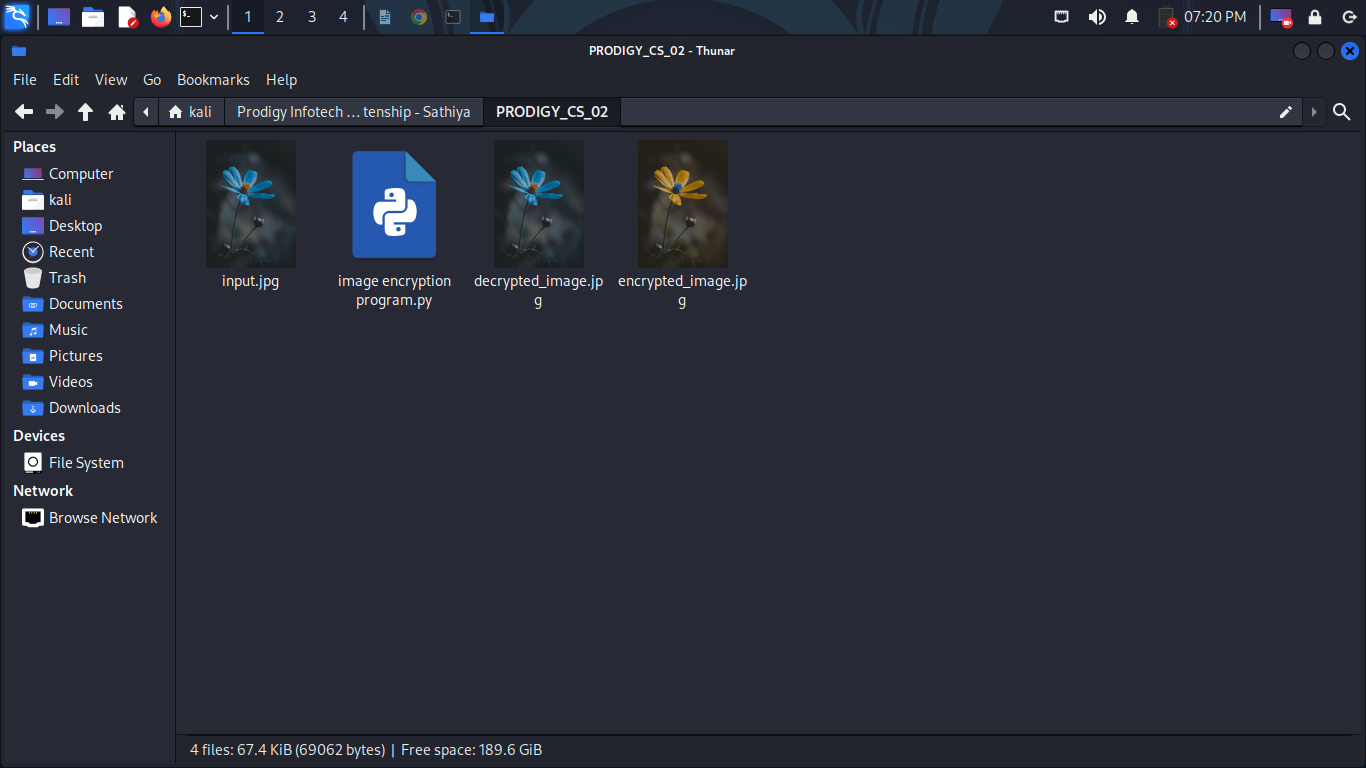 1 2 3 4 07:20 PM
PRODIGY_CS_02 - Thunar
File Edit View Go Bookmarks Help
kali Prodigy Infotech ... tenship - Sathiya PRODIGY_CS_02
Places
Computer
kali
Desktop
Recent
Trash
Documents
Music
Pictures
Videos
Downloads
Devices
File System
Network
Browse Network
input.jpg
image encryption
program.py
decrypted_image.jp
g
encrypted_image.jp
g
4 files: 67.4 KiB (69062 bytes) | Free space: 189.6 GiB